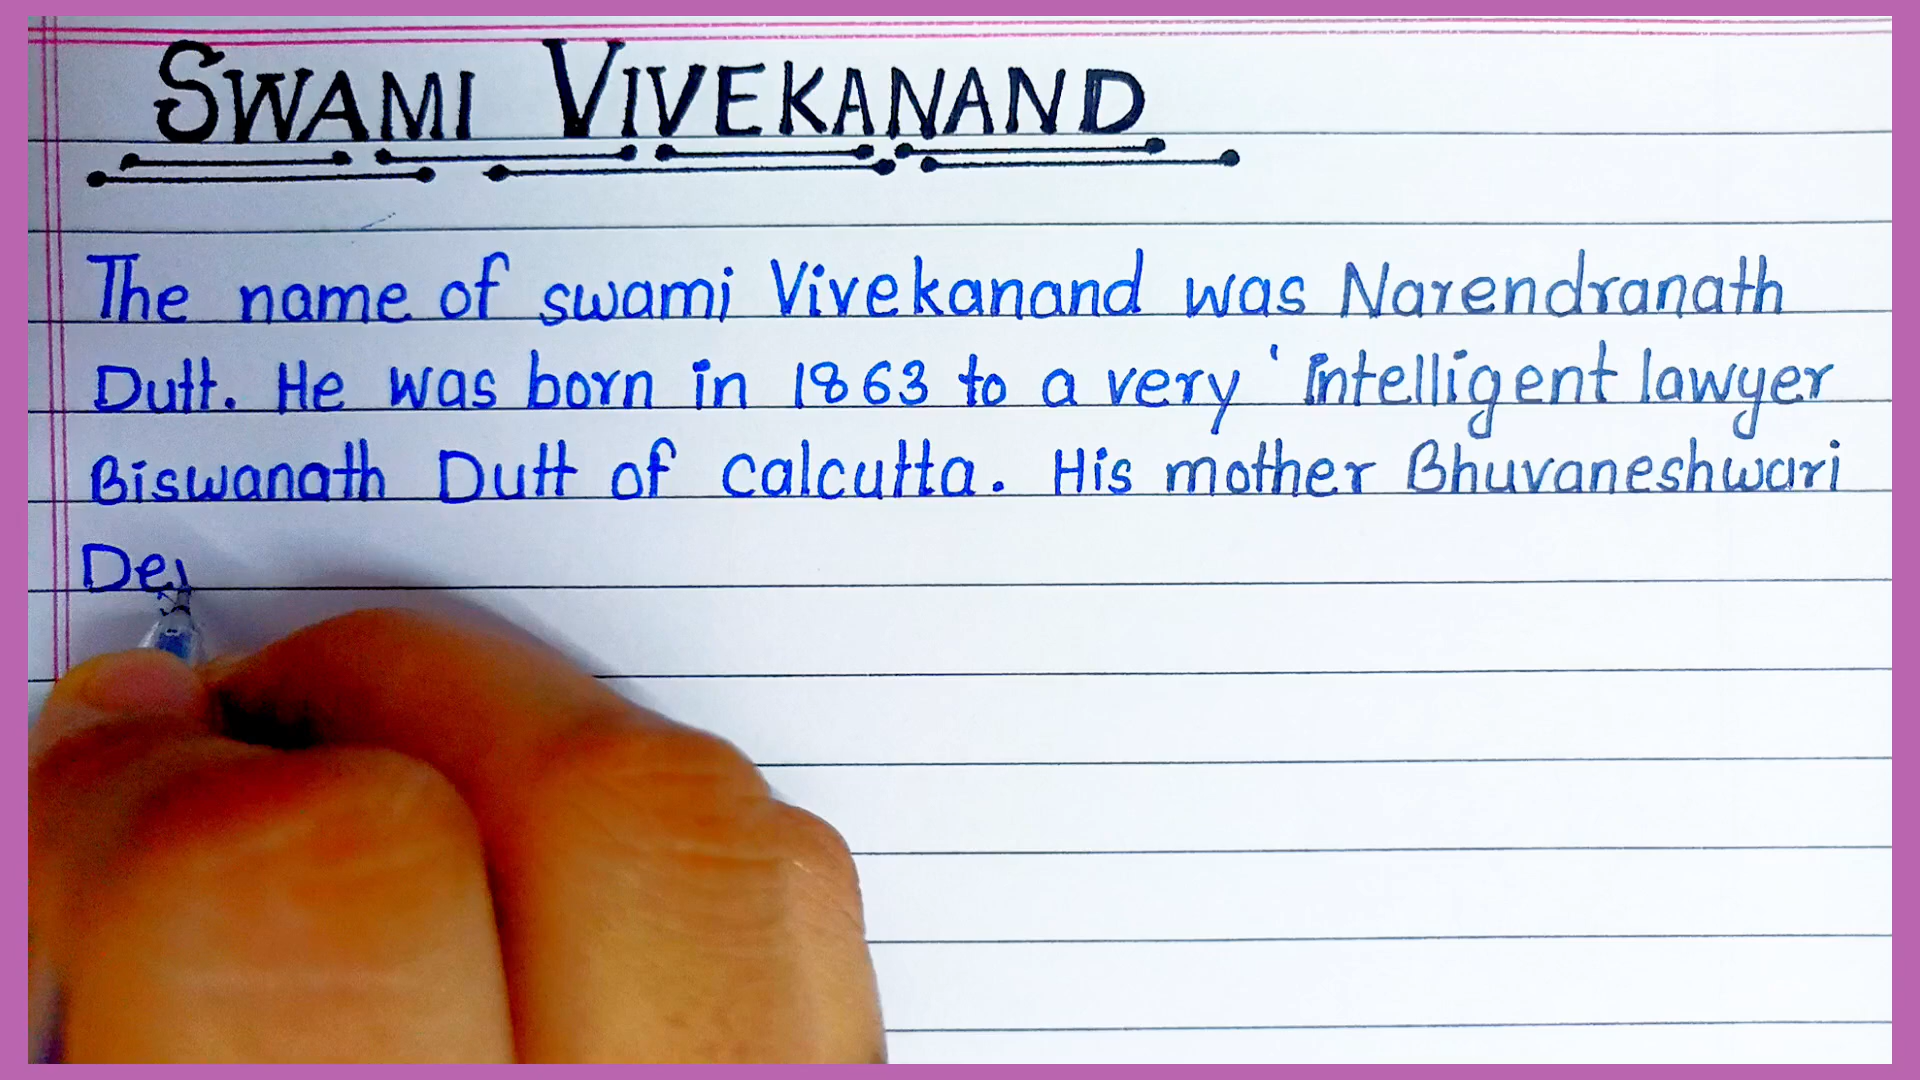 SWAMI VIVEKANAND
The name of swami Vivekanand was Narendranath
Dutt. He was born in 1863 to a very ' intelligent lawyer
Biswanath Dutt of calcutta. His mother Bhuvaneshwari